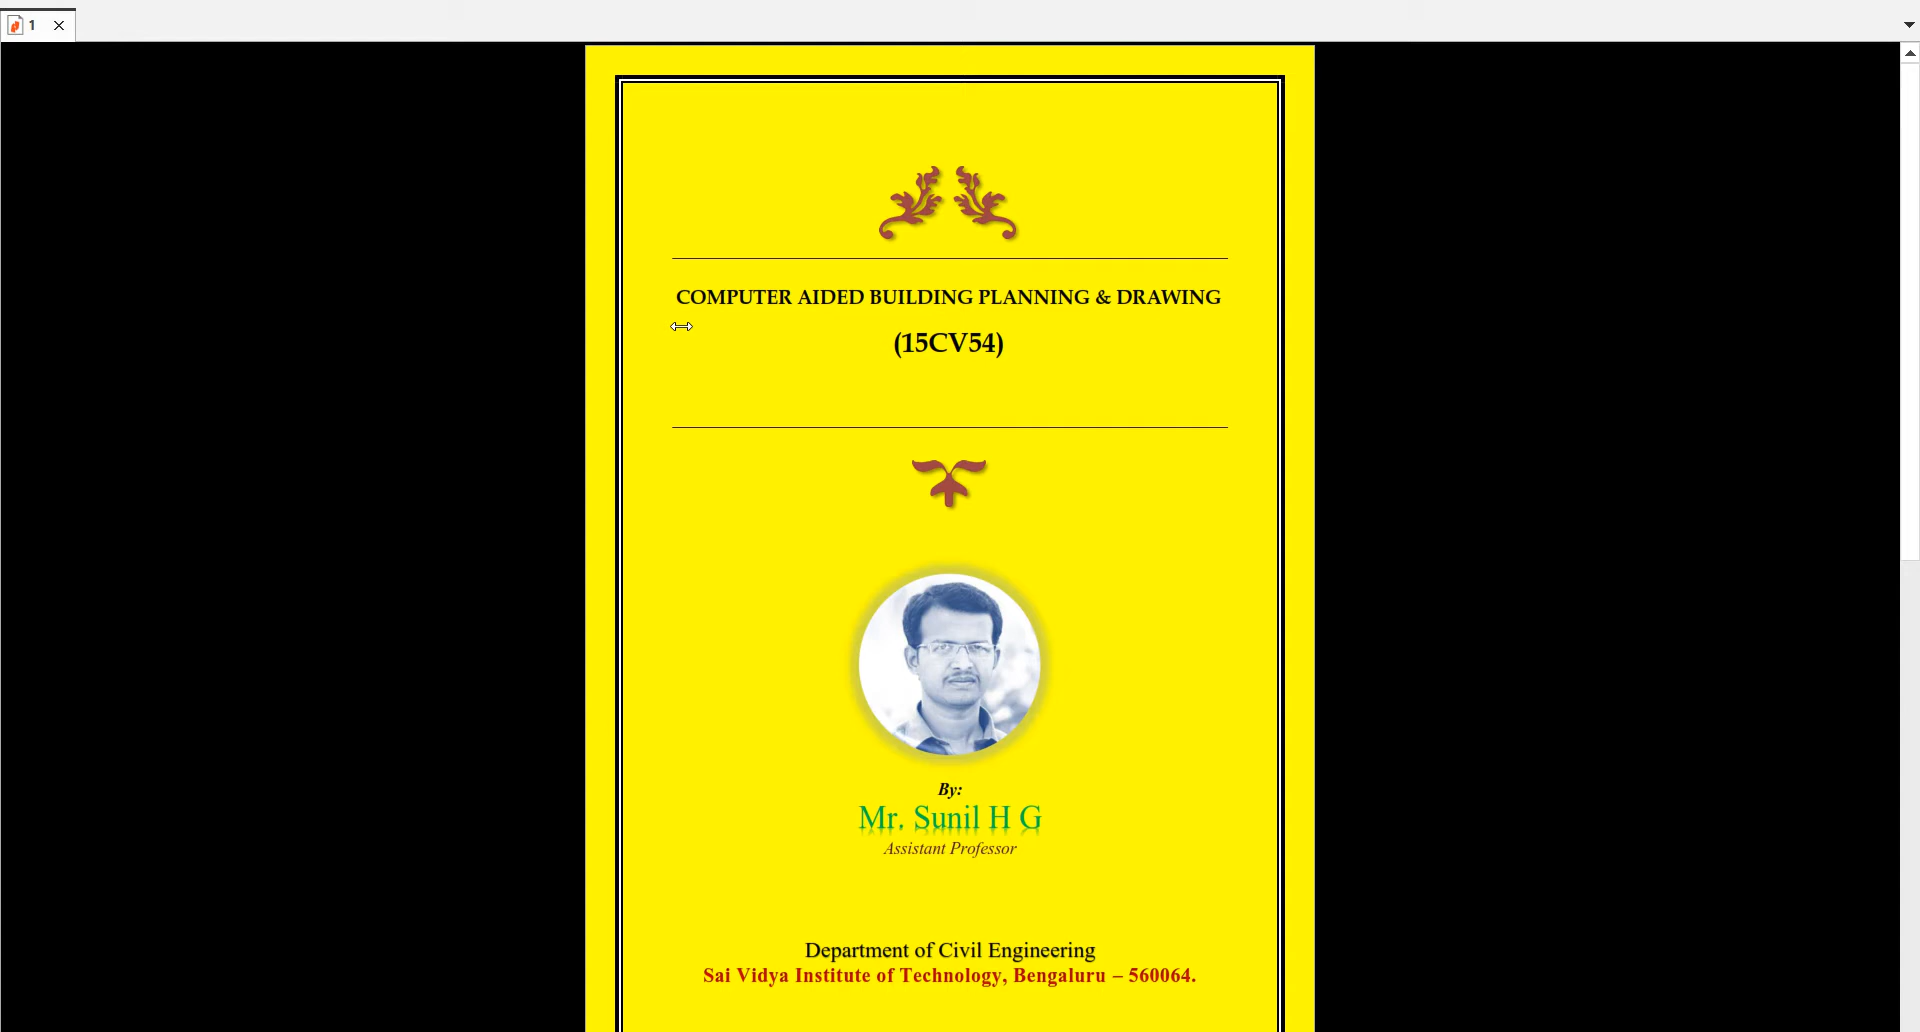 1
COMPUTER AIDED BUILDING PLANNING & DRAWING
(15CV54)
By:
Mr. Sunil H G
Assistant Professor
Department of Civil Engineering
Sai Vidya Institute of Technology, Bengaluru – 560064.